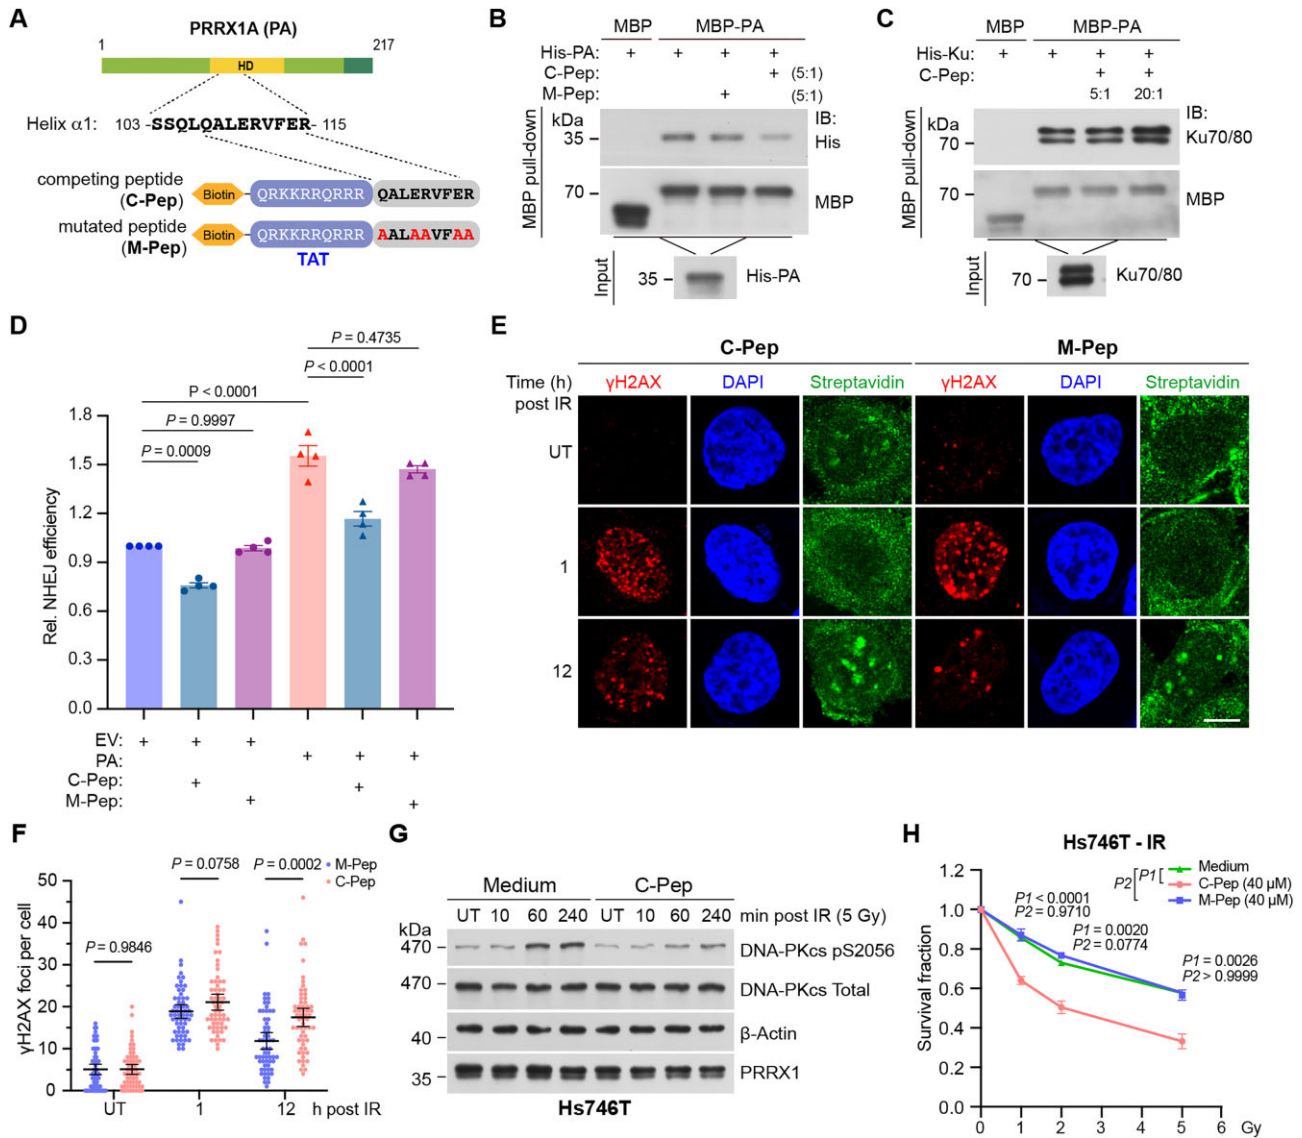 A
PRRX1A (PA)
1
217
HD
Helix α1: 103 -SSQLQALERVFER- 115
competing peptide
(C-Pep)
Biotin
QRKKRRQRRR
QALERVFER
mutated peptide
(M-Pep)
Biotin
QRKKRRQRRR
AALAAVFAA
TAT
B
MBP
MBP-PA
His-PA: + + + +
C-Pep: + (5:1)
M-Pep: + (5:1)
MBP pull-down
kDa
IB:
35
His
70
MBP
Input
35
His-PA
C
MBP
MBP-PA
His-Ku: + + + +
C-Pep: + +
5:1 20:1
MBP pull-down
kDa
IB:
70
Ku70/80
MBP
Input
70
Ku70/80
D
P = 0.4735
P < 0.0001
P < 0.0001
P = 0.9997
P = 0.0009
Rel. NHEJ efficiency
1.8
1.5
1.2
0.9
0.6
0.3
0.0
EV: + + +
PA: + + +
C-Pep: + +
M-Pep: + +
E
C-Pep
M-Pep
Time (h)
post IR
γH2AX DAPI Streptavidin γH2AX DAPI Streptavidin
UT
1
12
F
γH2AX foci per cell
50
40
30
20
10
0
P = 0.9846
P = 0.0758
P = 0.0002
M-Pep
C-Pep
UT 1 12 h post IR
G
Medium
C-Pep
kDa
UT 10 60 240 UT 10 60 240 min post IR (5 Gy)
470
DNA-PKcs pS2056
470
DNA-PKcs Total
40
β-Actin
35
PRRX1
Hs746T
H
Hs746T - IR
P2
P1
Medium
C-Pep (40 µM)
M-Pep (40 µM)
P1 < 0.0001
P2 = 0.9710
P1 = 0.0020
P2 = 0.0774
P1 = 0.0026
P2 > 0.9999
Survival fraction
1.2
1.0
0.8
0.6
0.4
0.2
0.0
0 1 2 3 4 5 6 Gy